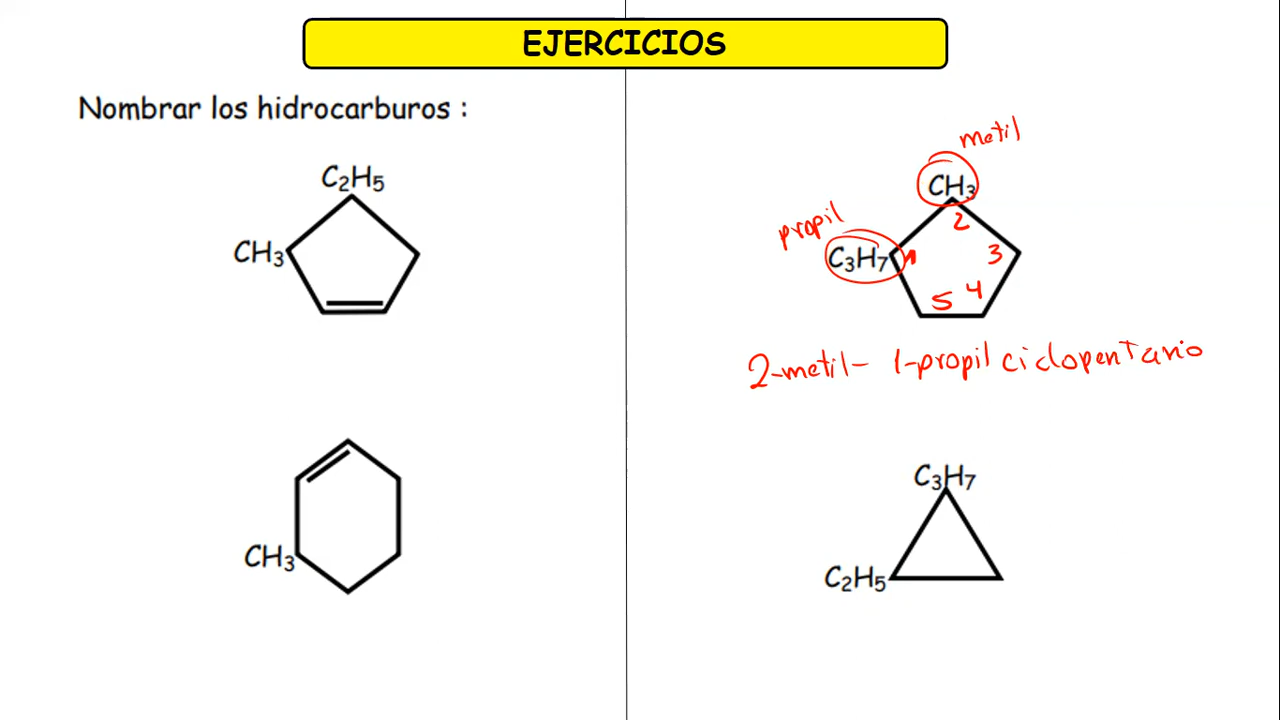 EJERCICIOS
Nombrar los hidrocarburos :
C₂H₅
CH₃
CH₃
metil
CH₃
propil
C₃H₇
1
2
3
4
5
2-metil- 1-propil ciclopentano
C₃H₇
C₂H₅